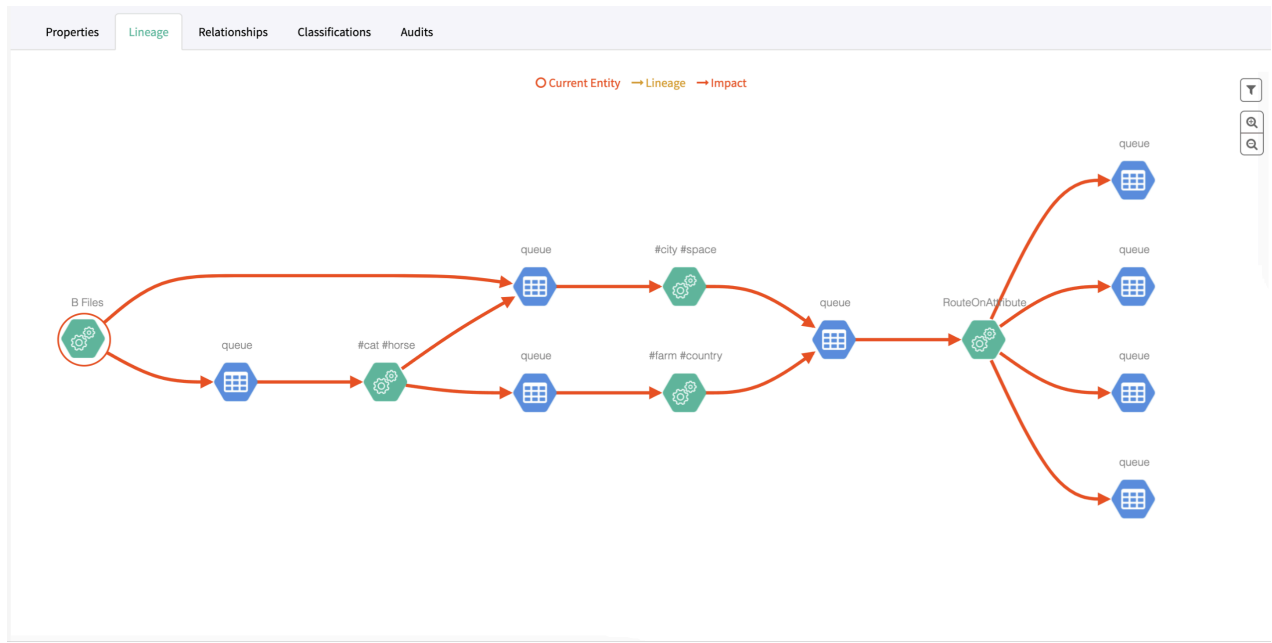 Properties Lineage Relationships Classifications Audits
Current Entity Lineage Impact
queue
queue #city #space queue
B Files queue RouteOnAttribute
queue #cat #horse queue #farm #country queue
queue